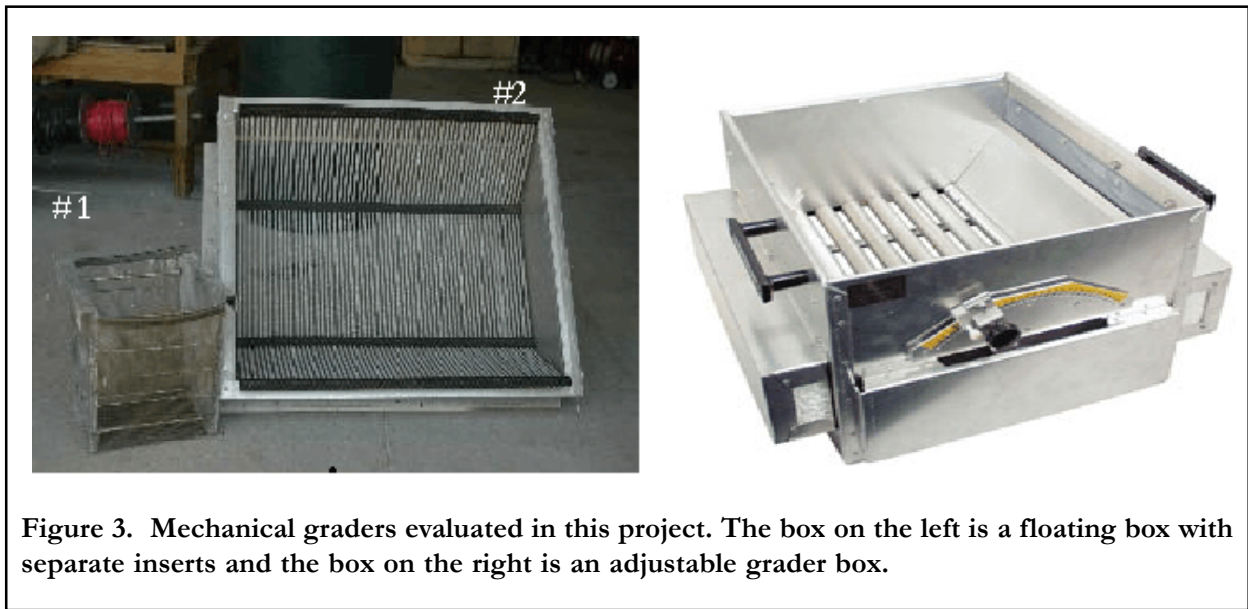 #1
#2
Figure 3. Mechanical graders evaluated in this project. The box on the left is a floating box with
separate inserts and the box on the right is an adjustable grader box.